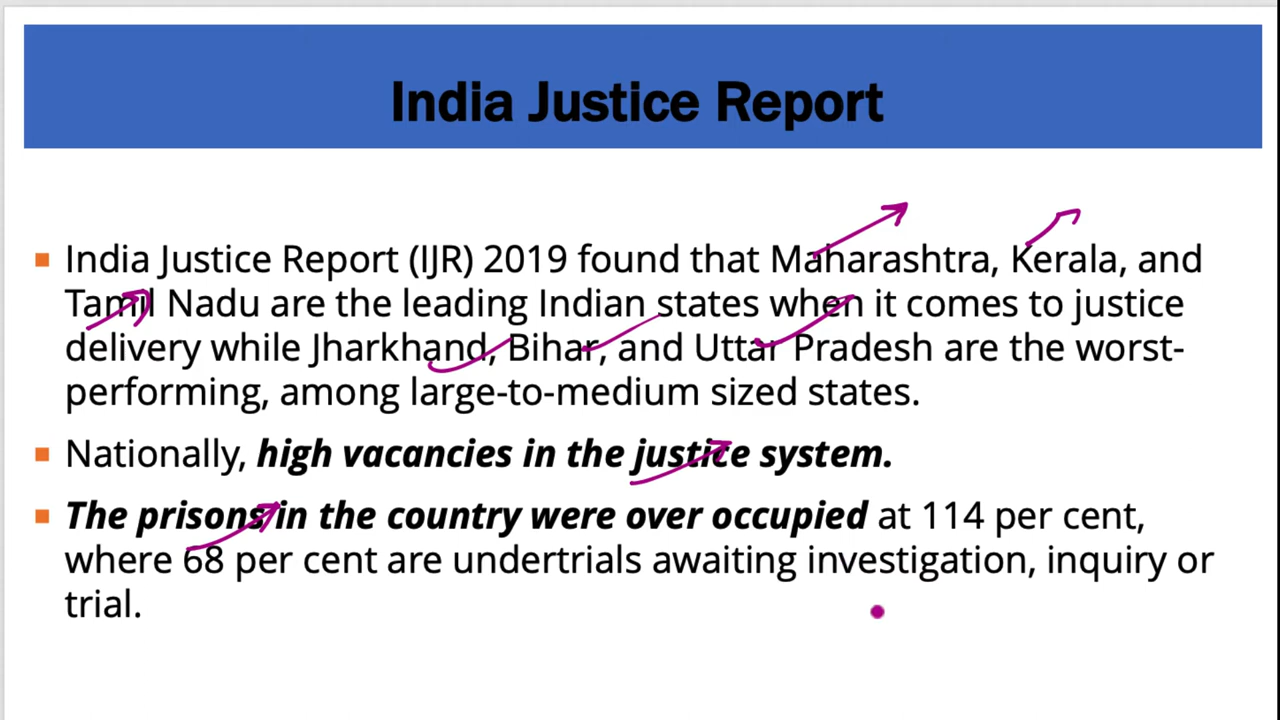 India Justice Report
India Justice Report (IJR) 2019 found that Maharashtra, Kerala, and
Tamil Nadu are the leading Indian states when it comes to justice
delivery while Jharkhand, Bihar, and Uttar Pradesh are the worst-
performing, among large-to-medium sized states.
Nationally, high vacancies in the justice system.
The prisons in the country were over occupied at 114 per cent,
where 68 per cent are undertrials awaiting investigation, inquiry or
trial.